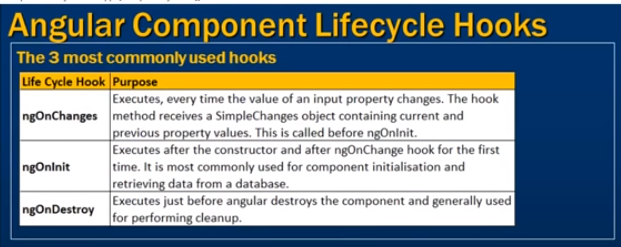 Angular Component Lifecycle Hooks
The 3 most commonly used hooks
Life Cycle Hook Purpose
ngOnChanges
Executes, every time the value of an input property changes. The hook
method receives a SimpleChanges object containing current and
previous property values. This is called before ngOnInit.
ngOnInit
Executes after the constructor and after ngOnChange hook for the first
time. It is most commonly used for component initialisation and
retrieving data from a database.
ngOnDestroy
Executes just before angular destroys the component and generally used
for performing cleanup.